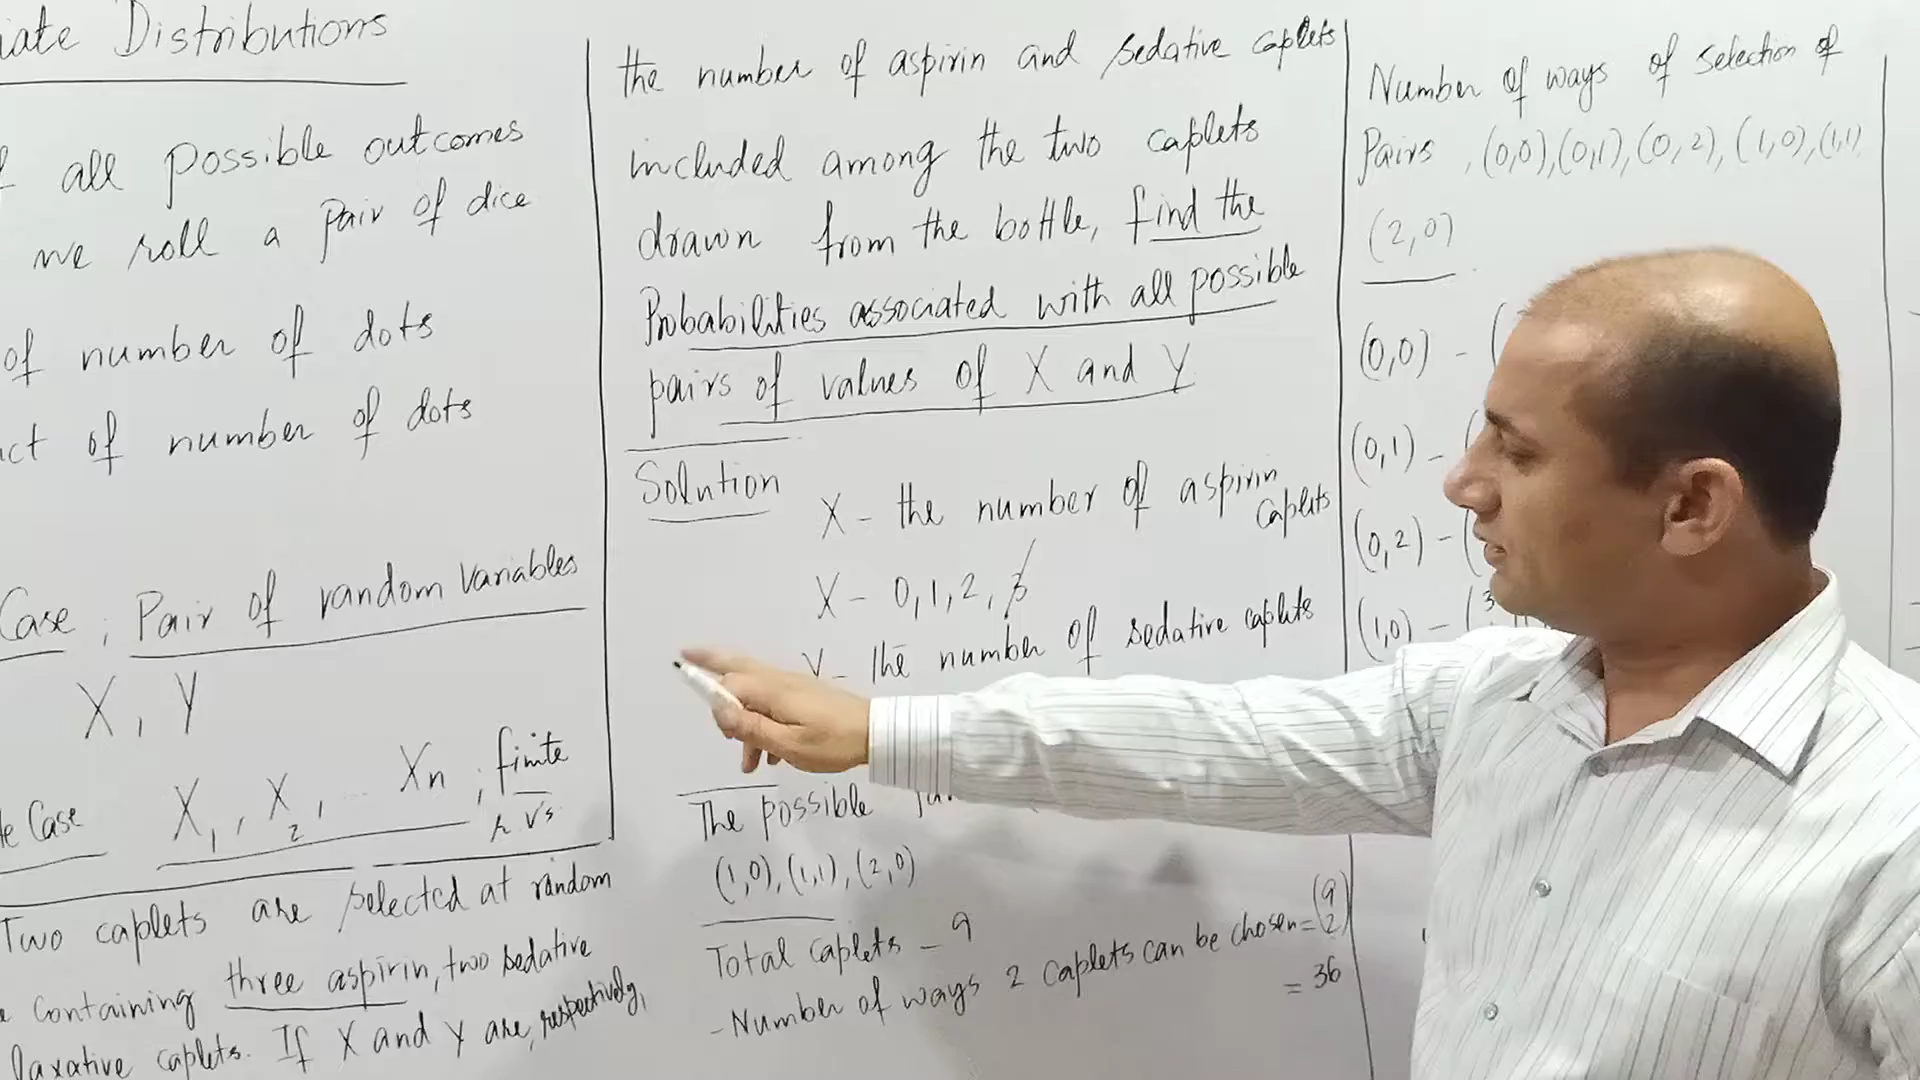 Distributions
all possible outcomes
we roll a pair of dice
of number of dots
of number of dots
Case ; Pair of random variables
X, Y
Case X1, X2, ... Xn ; finite
r vs.
Two caplets are selected at random
containing three aspirin, two sedative
laxative caplets. If X and Y are, respectively,
the number of aspirin and sedative caplets
included among the two caplets
drawn from the bottle, find the
Probabilities associated with all possible
pairs of values of X and Y
Solution
X - the number of aspirin
caplets
X - 0, 1, 2, 3
Y - the number of sedative caplets
The possible
(1,0), (1,1), (2,0)
Total caplets - 9
- Number of ways 2 caplets can be chosen = (9 2)
= 36
Number of ways of selection of
Pairs , (0,0), (0,1), (0,2), (1,0), (1,1)
(2,0)
(0,0) - (
(0,1) - (
(0,2) - (
(1,0) - (3